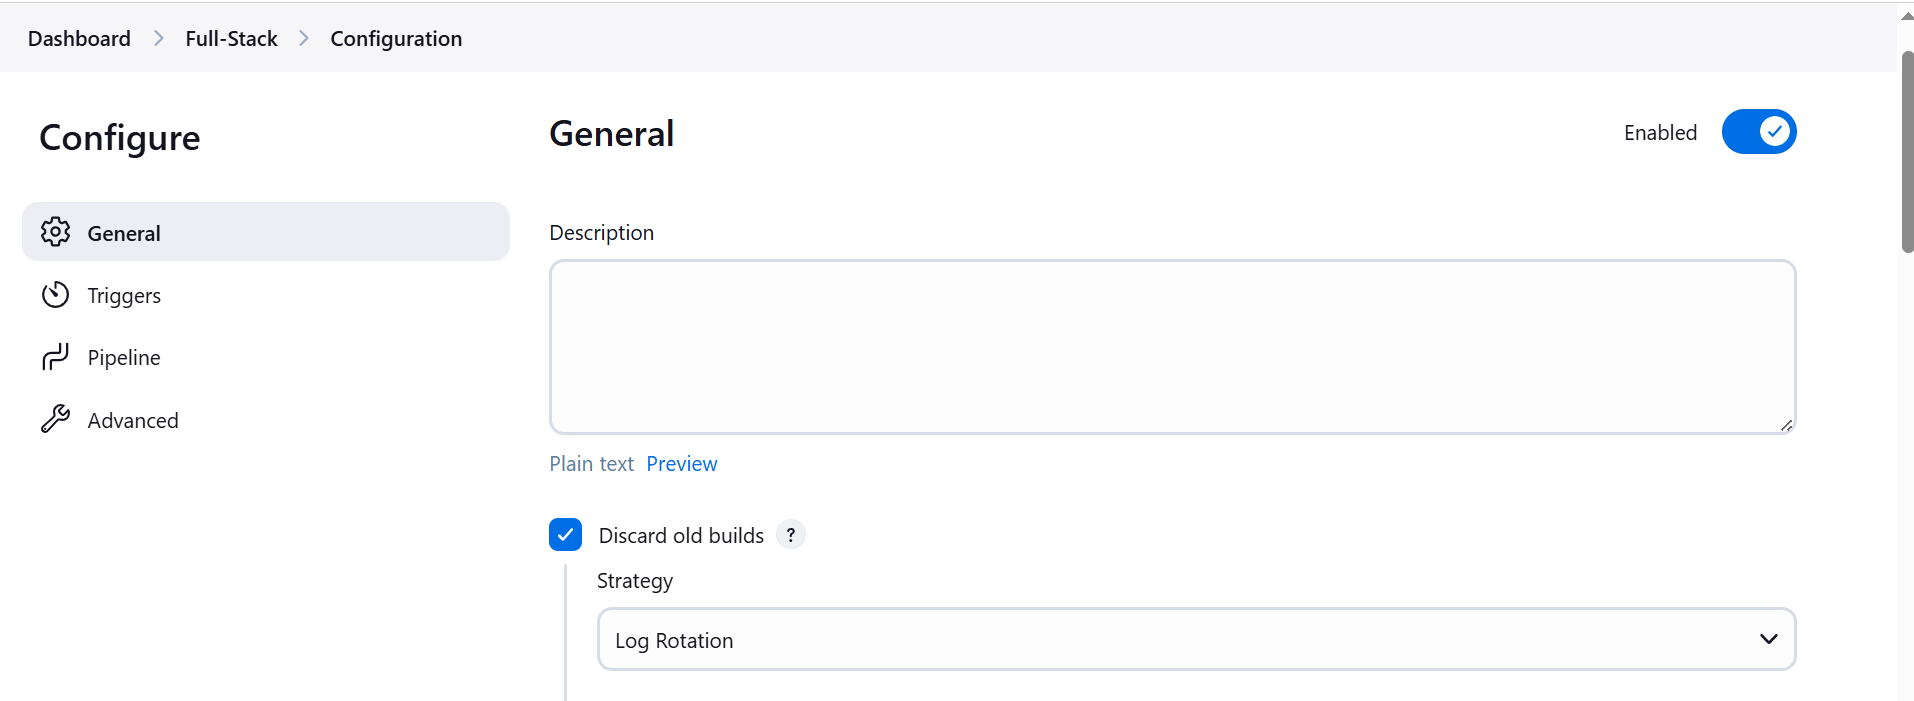 Dashboard > Full-Stack > Configuration
Configure
General
Triggers
Pipeline
Advanced
General
Enabled
Description
Plain text Preview
Discard old builds ?
Strategy
Log Rotation